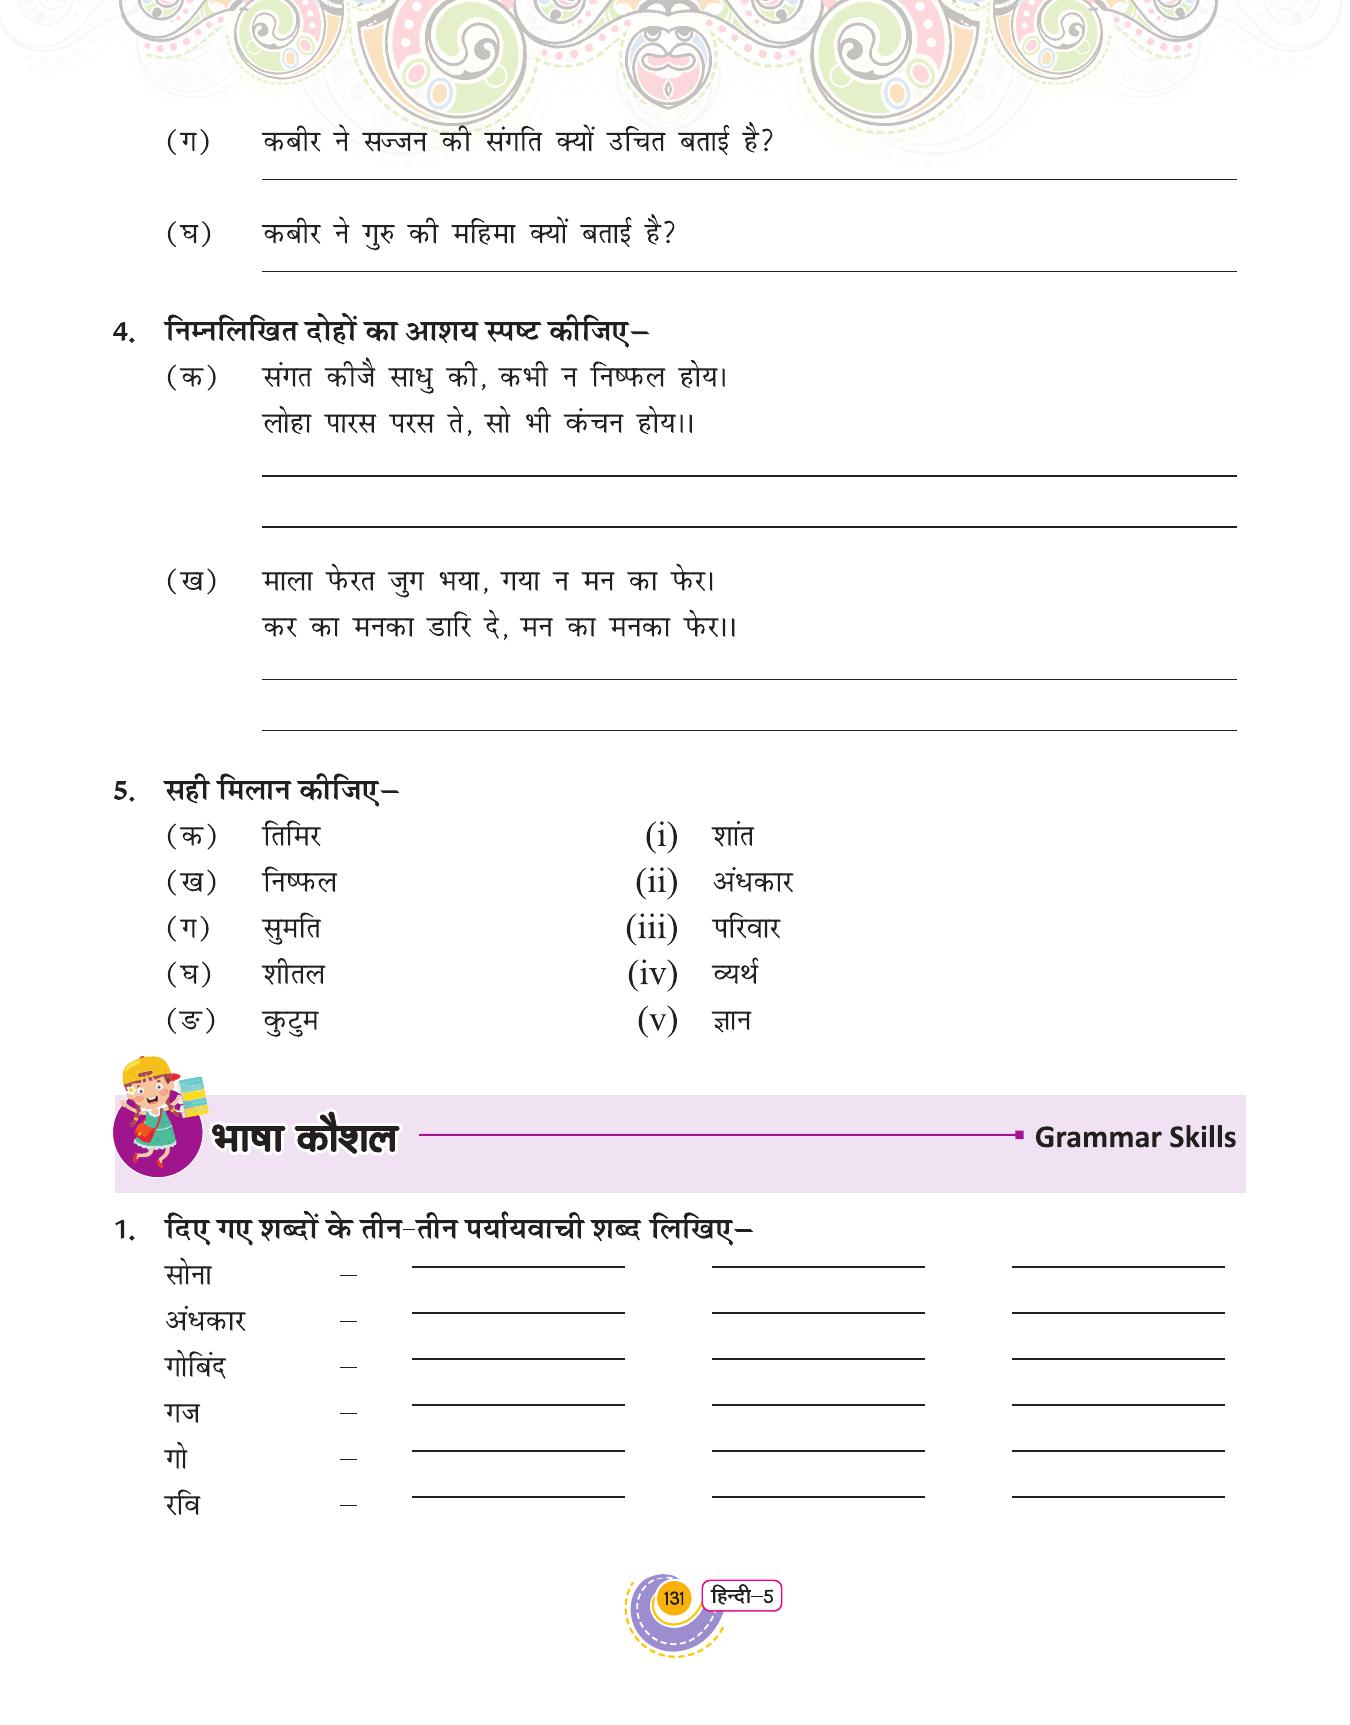 (ग) कबीर ने सज्जन की संगति क्यों उचित बताई है?
(घ) कबीर ने गुरु की महिमा क्यों बताई है?
4. निम्नलिखित दोहों का आशय स्पष्ट कीजिए–
(क) संगत कीजै साधु की, कभी न निष्फल होय।
लोहा पारस परस ते, सो भी कंचन होय।।
(ख) माला फेरत जुग भया, गया न मन का फेर।
कर का मनका डारि दे, मन का मनका फेर।।
5. सही मिलान कीजिए–
(क) तिमिर (i) शांत
(ख) निष्फल (ii) अंधकार
(ग) सुमति (iii) परिवार
(घ) शीतल (iv) व्यर्थ
(ङ) कुटुम (v) ज्ञान
भाषा कौशल Grammar Skills
1. दिए गए शब्दों के तीन–तीन पर्यायवाची शब्द लिखिए–
सोना –
अंधकार –
गोबिंद –
गज –
गो –
रवि –
131 हिन्दी–5